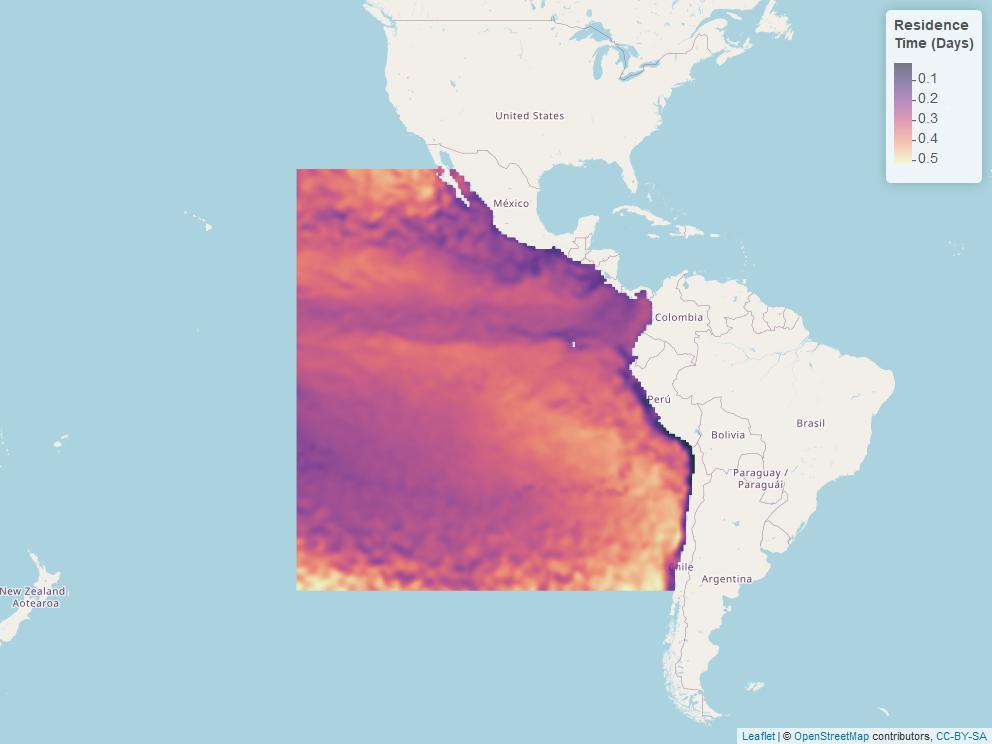 Residence
Time (Days)
0.1
0.2
0.3
0.4
0.5
United States
México
Colombia
Perú
Brasil
Bolivia
Paraguay /
Paraguái
Chile
Argentina
New Zealand
Aotearoa
Leaflet | © OpenStreetMap contributors, CC-BY-SA